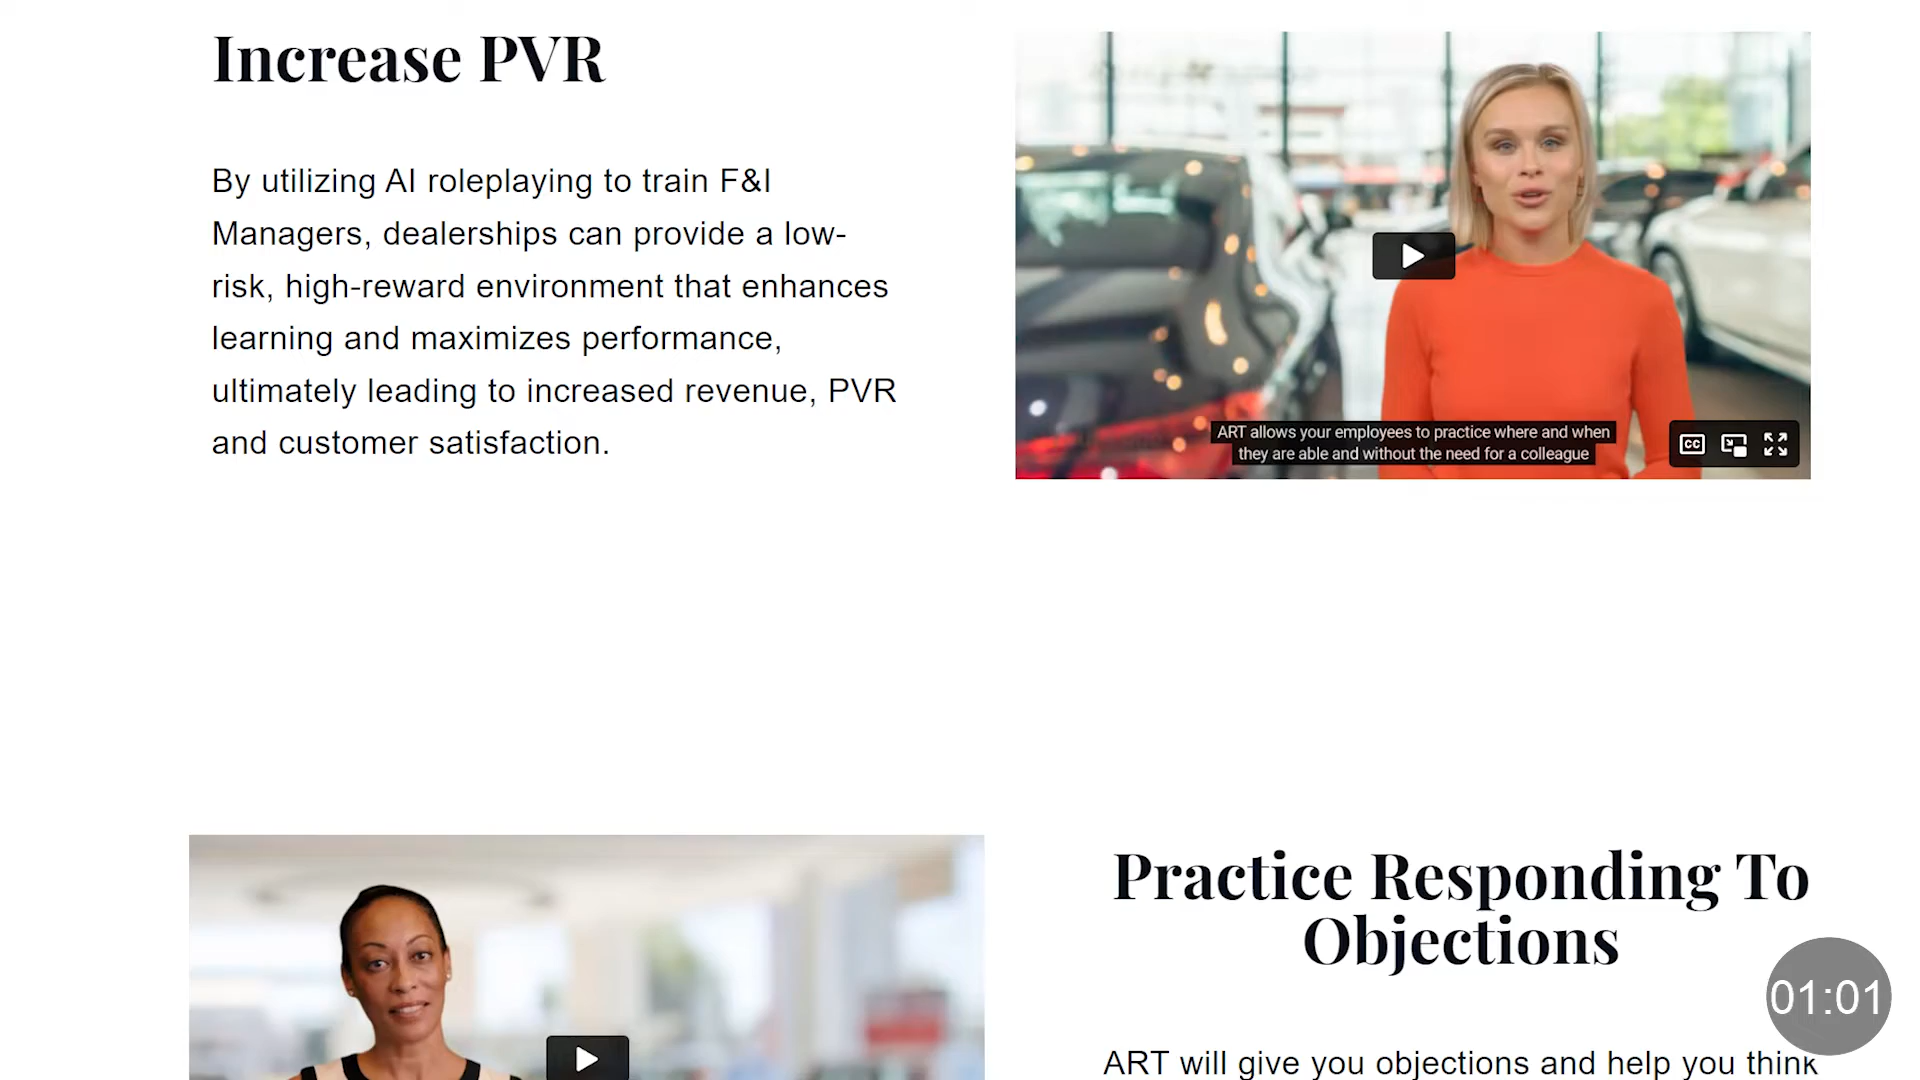 Increase PVR
By utilizing AI roleplaying to train F&I
Managers, dealerships can provide a low-
risk, high-reward environment that enhances
learning and maximizes performance,
ultimately leading to increased revenue, PVR
and customer satisfaction.
ART allows your employees to practice where and when
they are able and without the need for a colleague
CC
Practice Responding To
Objections
01:01
ART will give you objections and help you think